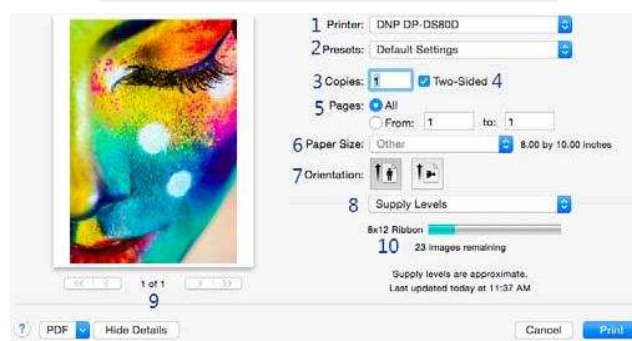 1 Printer: DNP DP-DS80D
2 Presets: Default Settings
3 Copies: 1 Two-Sided 4
5 Pages: All
From: 1 to: 1
6 Paper Size: Other 8.00 by 10.00 inches
7 Orientation:
8 Supply Levels
8x12 Ribbon
10 23 images remaining
<< < 1 of 1 > >>
9
Supply levels are approximate.
Last updated today at 11:37 AM
? PDF Hide Details Cancel Print